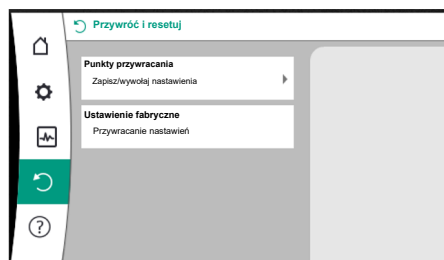 Przywróć i resetuj
Punkty przywracania
Zapisz/wywołaj nastawienia
Ustawienie fabryczne
Przywracanie nastawień